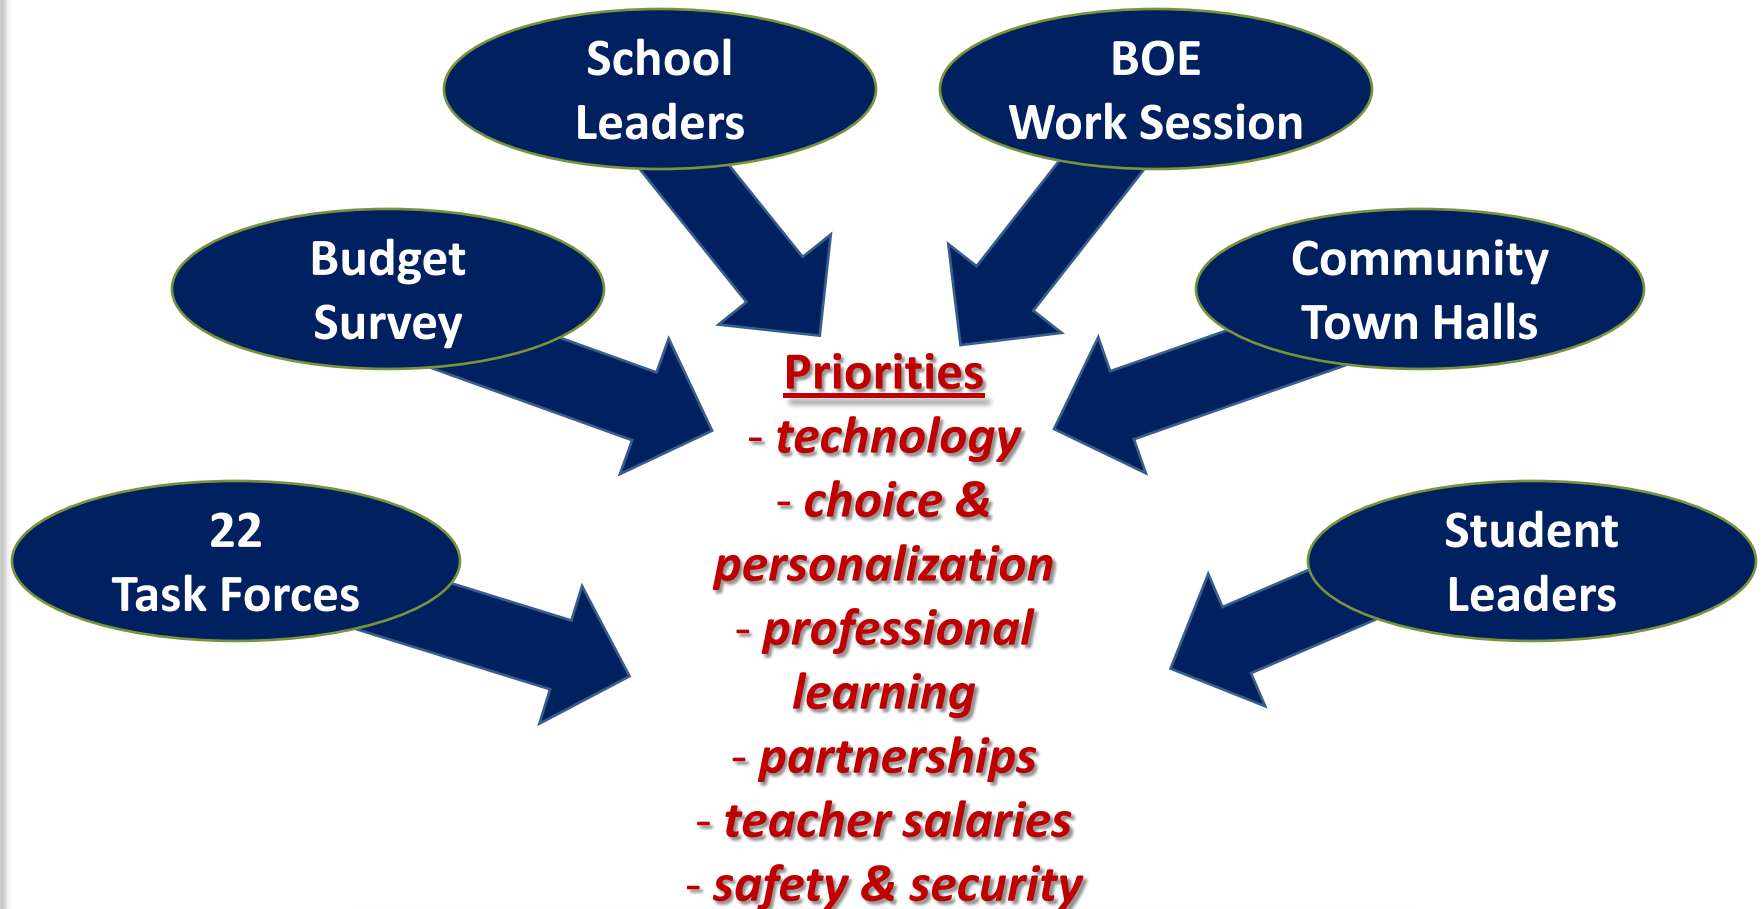 School
Leaders
BOE
Work Session
Budget
Survey
Community
Town Halls
22
Task Forces
Student
Leaders
Priorities
- technology
- choice &
personalization
- professional
learning
- partnerships
- teacher salaries
- safety & security